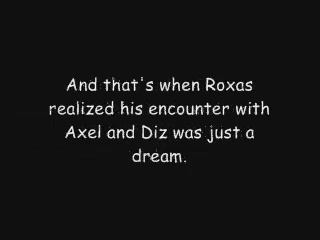 And that's when Roxas
realized his encounter with
Axel and Diz was just a
dream.